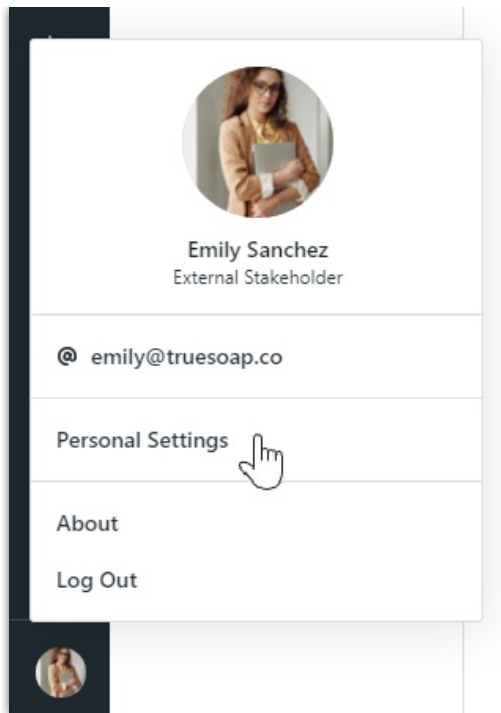 Emily Sanchez
External Stakeholder
@ emily@truesoap.co
Personal Settings
About
Log Out